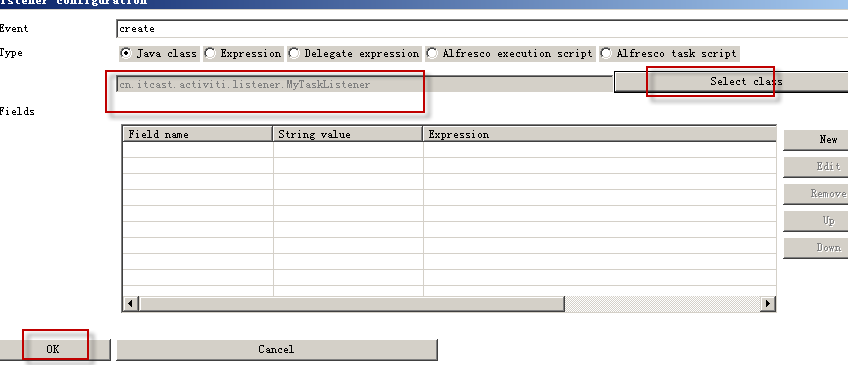 listener configuration
Event create
Type Java class Expression Delegate expression Alfresco execution script Alfresco task script
cn.itcast.activiti.listener.MyTaskListener Select class
Fields
Field name String value Expression
New
Edit
Remove
Up
Down
OK Cancel